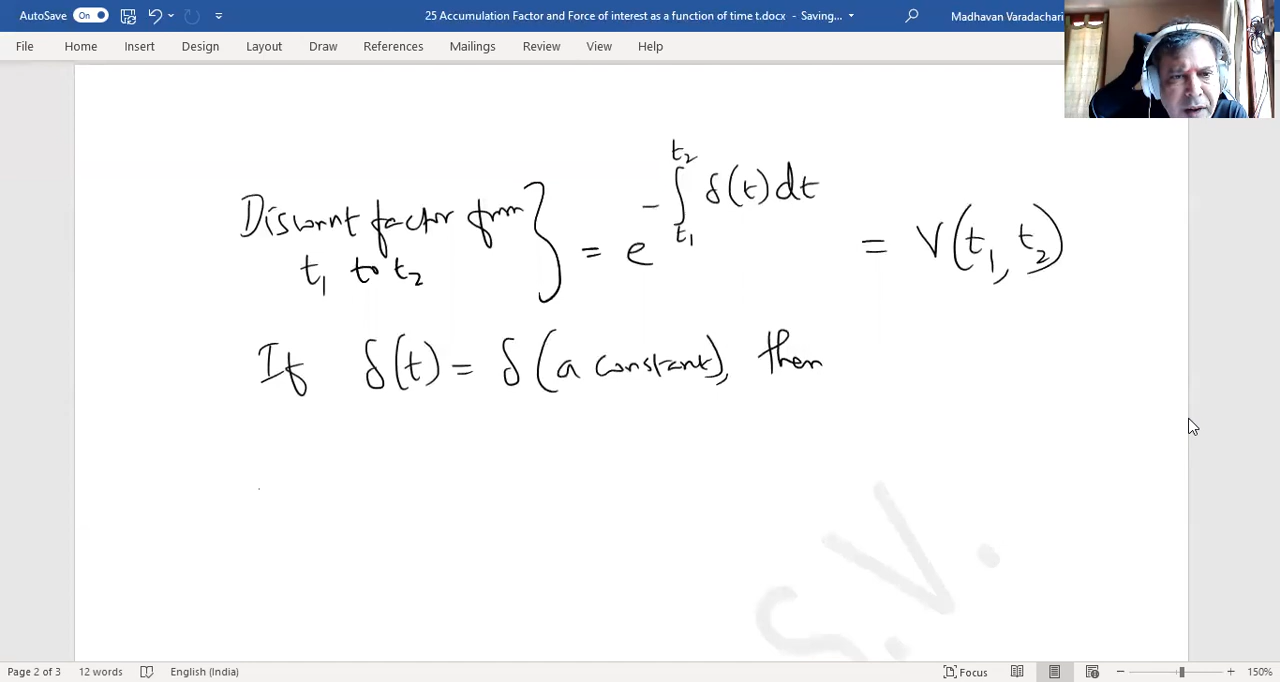 AutoSave On 25 Accumulation Factor and Force of interest as a function of time t.docx - Saving... Madhavan Varadachari
File Home Insert Design Layout Draw References Mailings Review View Help
Discount factor from t₁ to t₂ } = e^(-∫_{t₁}^{t₂} δ(t)dt) = V(t₁, t₂)
If δ(t) = δ (a constant), then
S.V.
Page 2 of 3 12 words English (India) Focus 150%